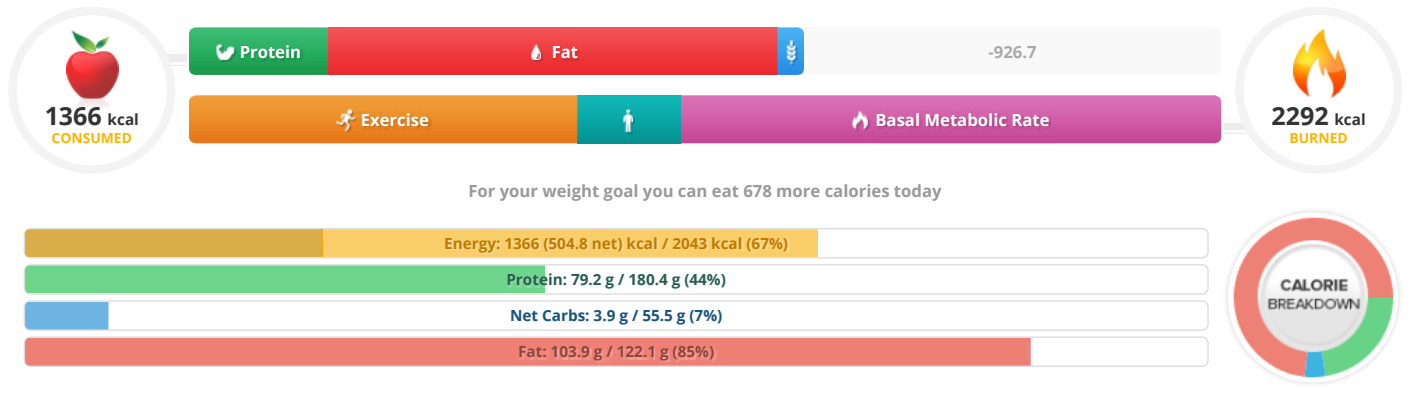 1366 kcal
CONSUMED
Protein
Fat
-926.7
2292 kcal
BURNED
Exercise
Basal Metabolic Rate
For your weight goal you can eat 678 more calories today
Energy: 1366 (504.8 net) kcal / 2043 kcal (67%)
Protein: 79.2 g / 180.4 g (44%)
Net Carbs: 3.9 g / 55.5 g (7%)
Fat: 103.9 g / 122.1 g (85%)
CALORIE
BREAKDOWN